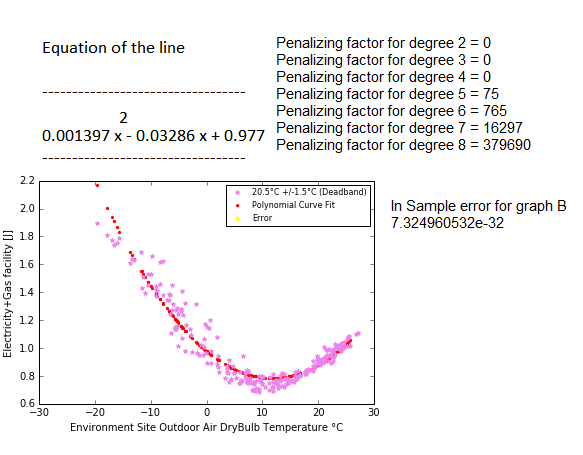 Equation of the line
----------------------------------
2
0.001397 x - 0.03286 x + 0.977
----------------------------------
Penalizing factor for degree 2 = 0
Penalizing factor for degree 3 = 0
Penalizing factor for degree 4 = 0
Penalizing factor for degree 5 = 75
Penalizing factor for degree 6 = 765
Penalizing factor for degree 7 = 16297
Penalizing factor for degree 8 = 379690
In Sample error for graph B
7.324960532e-32
20.5°C +/-1.5°C (Deadband)
Polynomial Curve Fit
Error
Electricity+Gas facility [J]
2.2
2.0
1.8
1.6
1.4
1.2
1.0
0.8
0.6
−30 −20 −10 0 10 20 30
Environment Site Outdoor Air DryBulb Temperature °C